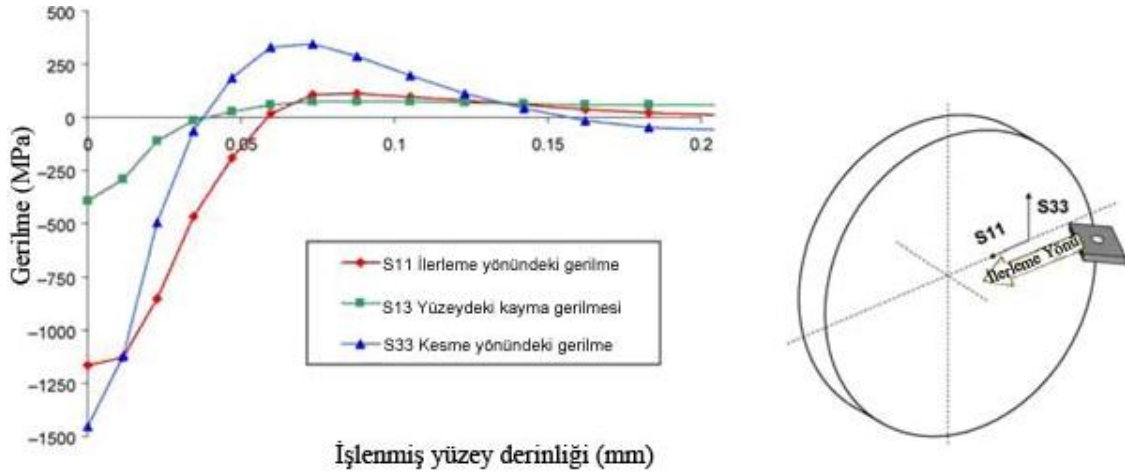 500
250
0
−250
−500
−750
−1000
−1250
−1500
0
0.05
0.1
0.15
0.2
Gerilme (MPa)
S11 İlerleme yönündeki gerilme
S13 Yüzeydeki kayma gerilmesi
S33 Kesme yönündeki gerilme
İşlenmiş yüzey derinliği (mm)
S33
S11
İlerleme Yönü